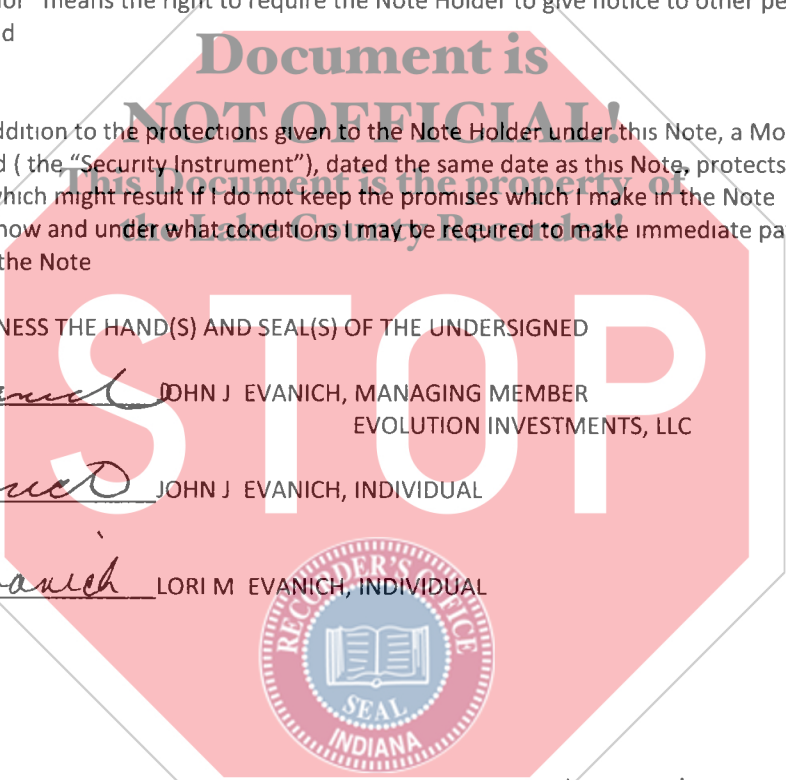 or" means the right to require the Note Holder to give notice to other pe
d
Document is
NOT OFFICIAL!
ddition to the protections given to the Note Holder under this Note, a Mo
d ( the "Security Instrument"), dated the same date as this Note, protects
This Document is the property of
which might result if I do not keep the promises which I make in the Note
the Lake County Recorder!
how and under what conditions I may be required to make immediate pa
the Note
NESS THE HAND(S) AND SEAL(S) OF THE UNDERSIGNED
STOP
JOHN J EVANICH, MANAGING MEMBER
EVOLUTION INVESTMENTS, LLC
JOHN J EVANICH, INDIVIDUAL
vanich LORI M EVANICH, INDIVIDUAL
RECORDER'S OFFICE
SEAL
INDIANA